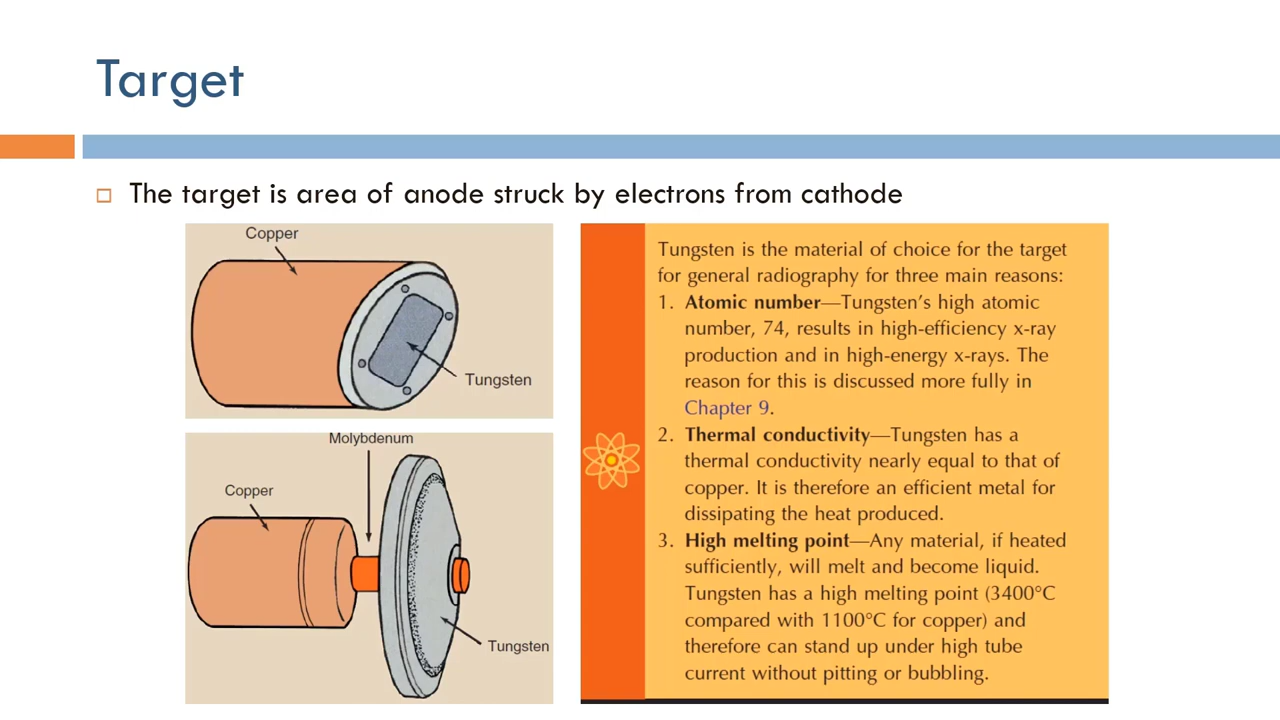 Target
The target is area of anode struck by electrons from cathode
Copper
Tungsten
Molybdenum
Copper
Tungsten
Tungsten is the material of choice for the target
for general radiography for three main reasons:
1. Atomic number—Tungsten's high atomic
number, 74, results in high-efficiency x-ray
production and in high-energy x-rays. The
reason for this is discussed more fully in
Chapter 9.
2. Thermal conductivity—Tungsten has a
thermal conductivity nearly equal to that of
copper. It is therefore an efficient metal for
dissipating the heat produced.
3. High melting point—Any material, if heated
sufficiently, will melt and become liquid.
Tungsten has a high melting point (3400°C
compared with 1100°C for copper) and
therefore can stand up under high tube
current without pitting or bubbling.